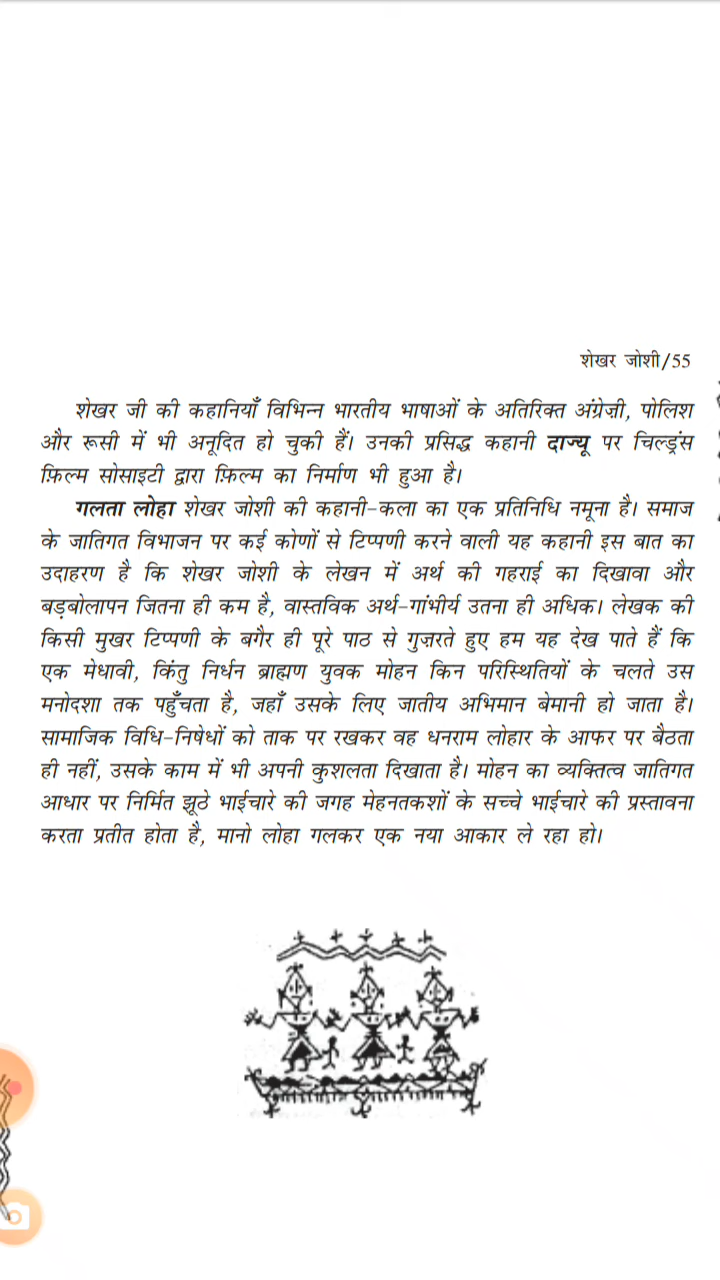 शेखर जोशी/55
शेखर जी की कहानियाँ विभिन्न भारतीय भाषाओं के अतिरिक्त अंग्रेज़ी, पोलिश
और रूसी में भी अनूदित हो चुकी हैं। उनकी प्रसिद्ध कहानी दाज्यू पर चिल्ड्रंस
फ़िल्म सोसाइटी द्वारा फ़िल्म का निर्माण भी हुआ है।
गलता लोहा शेखर जोशी की कहानी-कला का एक प्रतिनिधि नमूना है। समाज
के जातिगत विभाजन पर कई कोणों से टिप्पणी करने वाली यह कहानी इस बात का
उदाहरण है कि शेखर जोशी के लेखन में अर्थ की गहराई का दिखावा और
बड़बोलापन जितना ही कम है, वास्तविक अर्थ-गांभीर्य उतना ही अधिक। लेखक की
किसी मुखर टिप्पणी के बगैर ही पूरे पाठ से गुज़रते हुए हम यह देख पाते हैं कि
एक मेधावी, किंतु निर्धन ब्राह्मण युवक मोहन किन परिस्थितियों के चलते उस
मनोदशा तक पहुँचता है, जहाँ उसके लिए जातीय अभिमान बेमानी हो जाता है।
सामाजिक विधि-निषेधों को ताक पर रखकर वह धनराम लोहार के आफर पर बैठता
ही नहीं, उसके काम में भी अपनी कुशलता दिखाता है। मोहन का व्यक्तित्व जातिगत
आधार पर निर्मित झूठे भाईचारे की जगह मेहनतकशों के सच्चे भाईचारे की प्रस्तावना
करता प्रतीत होता है, मानो लोहा गलकर एक नया आकार ले रहा हो।